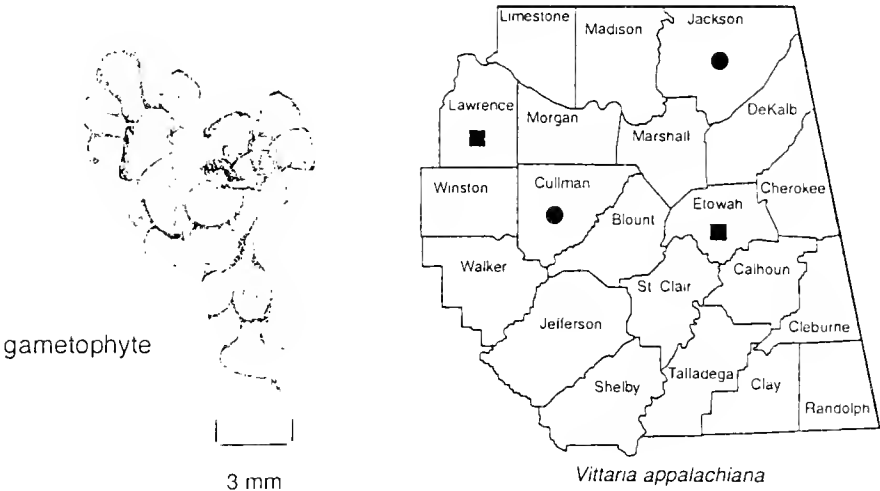 gametophyte
3 mm
Limestone
Madison
Jackson
Lawrence
Morgan
Marshall
DeKalb
Winston
Cullman
Blount
Etowah
Cherokee
Walker
St Clair
Calhoun
Jefferson
Cleburne
Shelby
Talladega
Clay
Randolph
Vittaria appalachiana